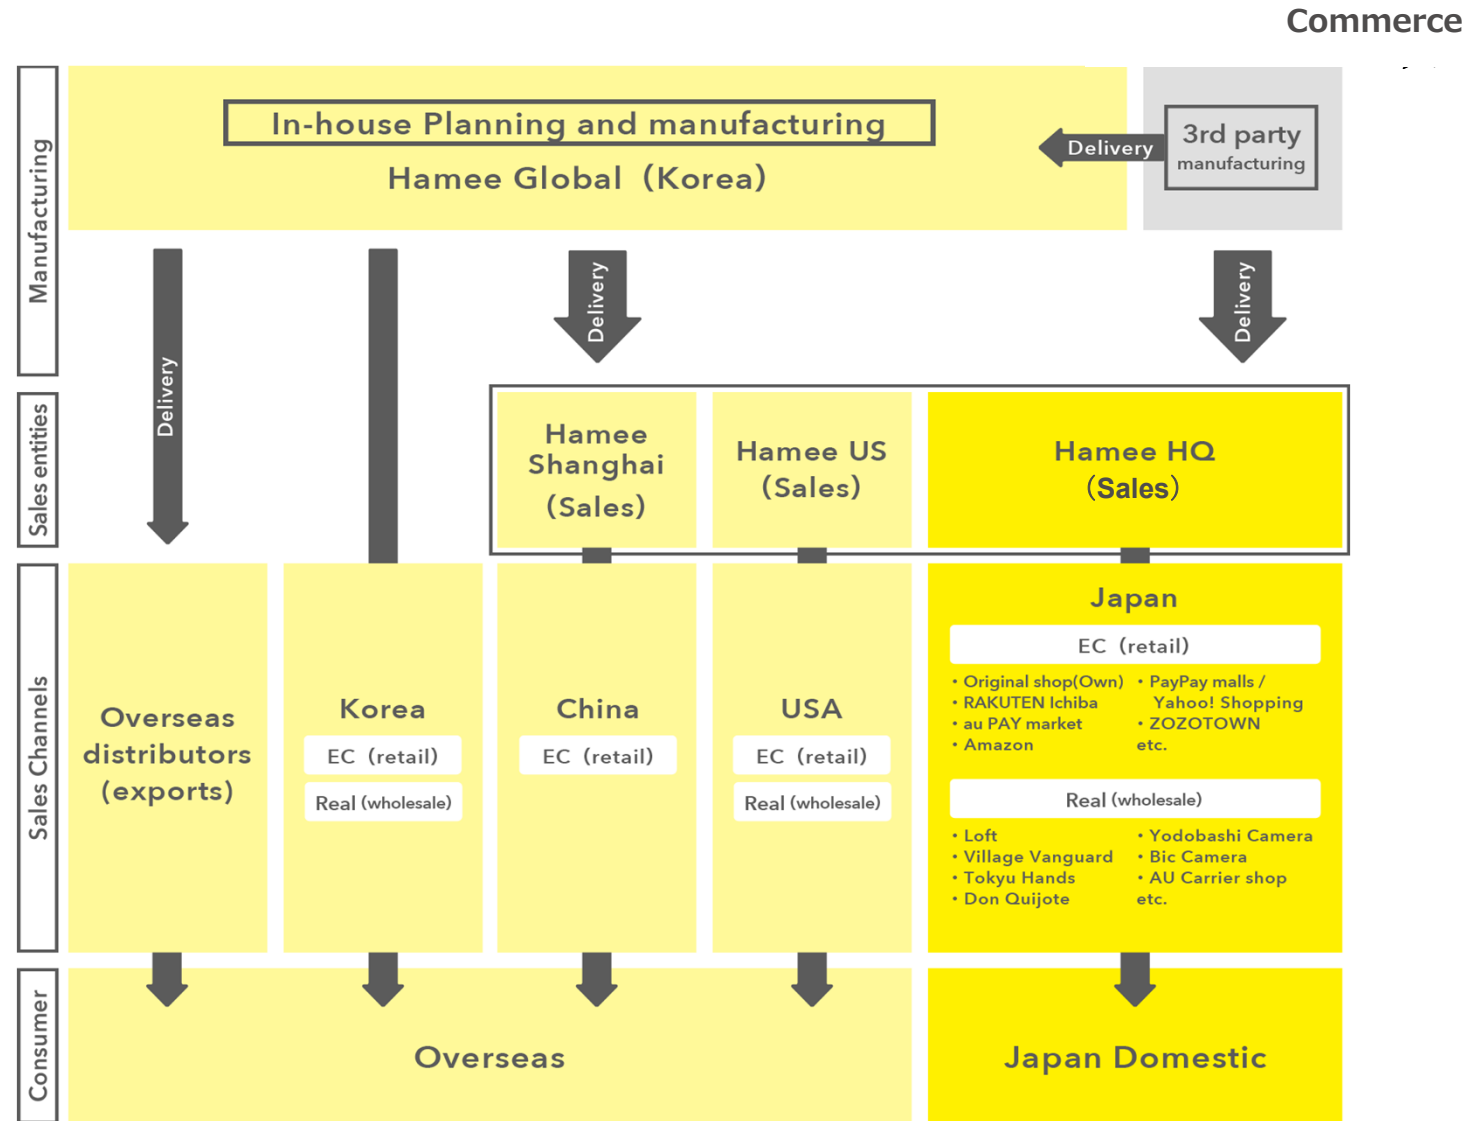 Commerce
Manufacturing
In-house Planning and manufacturing
Hamee Global（Korea）
Delivery
3rd party
manufacturing
Delivery
Delivery
Delivery
Sales entities
Hamee
Shanghai
（Sales）
Hamee US
（Sales）
Hamee HQ
（Sales）
Sales Channels
Overseas
distributors
(exports)
Korea
EC（retail）
Real (wholesale)
China
EC（retail）
USA
EC（retail）
Real (wholesale)
Japan
EC（retail）
・Original shop(Own)
・RAKUTEN Ichiba
・au PAY market
・Amazon
・PayPay malls /
Yahoo! Shopping
・ZOZOTOWN
etc.
Real (wholesale)
・Loft
・Village Vanguard
・Tokyu Hands
・Don Quijote
・Yodobashi Camera
・Bic Camera
・AU Carrier shop
etc.
Consumer
Overseas
Japan Domestic